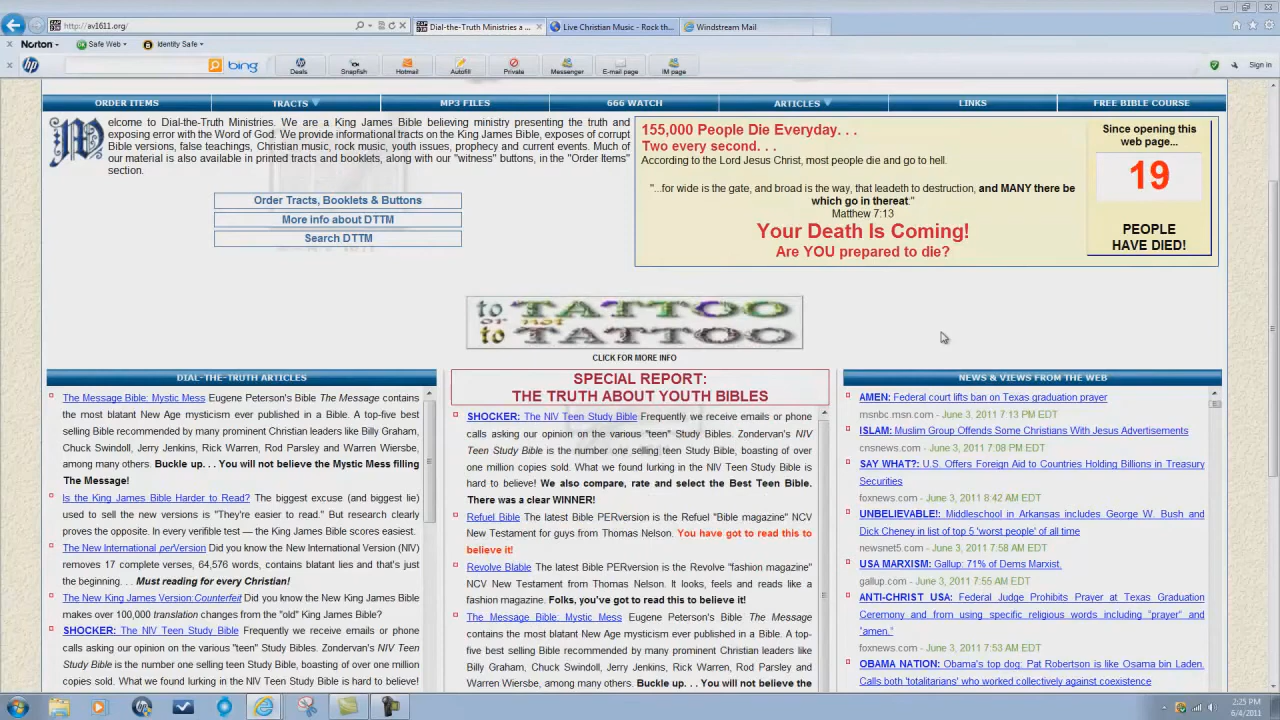 http://av1611.org/
Dial-the-Truth Ministries a ...
Live Christian Music - Rock th...
Windstream Mail
Norton
Safe Web
Identity Safe
bing
Deals
Snapfish
Hotmail
Autofill
Private
Messenger
E-mail page
IM page
Sign in
ORDER ITEMS
TRACTS
MP3 FILES
666 WATCH
ARTICLES
LINKS
FREE BIBLE COURSE
Welcome to Dial-the-Truth Ministries. We are a King James Bible believing ministry presenting the truth and
exposing error with the Word of God. We provide informational tracts on the King James Bible, exposes of corrupt
Bible versions, false teachings, Christian music, rock music, youth issues, prophecy and current events. Much of
our material is also available in printed tracts and booklets, along with our "witness" buttons, in the "Order Items"
section.
Order Tracts, Booklets & Buttons
More info about DTTM
Search DTTM
155,000 People Die Everyday. . .
Two every second. . .
According to the Lord Jesus Christ, most people die and go to hell.
"...for wide is the gate, and broad is the way, that leadeth to destruction, and MANY there be
which go in thereat."
Matthew 7:13
Your Death Is Coming!
Are YOU prepared to die?
Since opening this
web page...
19
PEOPLE
HAVE DIED!
to TATTOO
or not
to TATTOO
CLICK FOR MORE INFO
DIAL-THE-TRUTH ARTICLES
The Message Bible: Mystic Mess Eugene Peterson's Bible The Message
contains the most blatant New Age mysticism ever published in a Bible. A top-five best
selling Bible recommended by many prominent Christian leaders like Billy Graham,
Chuck Swindoll, Jerry Jenkins, Rick Warren, Rod Parsley and Warren Wiersbe,
among many others. Buckle up. . . You will not believe the Mystic Mess filling
The Message!
Is the King James Bible Harder to Read? The biggest excuse (and biggest lie)
used to sell the new versions is "They're easier to read." But research clearly
proves the opposite. In every verifible test — the King James Bible scores easiest.
The New International perVersion Did you know the New International Version (NIV)
removes 17 complete verses, 64,576 words, contains blatant lies and that's just
the beginning. . . Must reading for every Christian!
The New King James Version:Counterfeit Did you know the New King James Bible
makes over 100,000 translation changes from the "old" King James Bible?
SHOCKER: The NIV Teen Study Bible Frequently we receive emails or phone
calls asking our opinion on the various "teen" Study Bibles. Zondervan's NIV
Teen Study Bible is the number one selling teen Study Bible, boasting of over one million
copies sold. What we found lurking in the NIV Teen Study Bible is hard to believe!
SPECIAL REPORT:
THE TRUTH ABOUT YOUTH BIBLES
SHOCKER: The NIV Teen Study Bible Frequently we receive emails or phone
calls asking our opinion on the various "teen" Study Bibles. Zondervan's NIV
Teen Study Bible is the number one selling teen Study Bible, boasting of over
one million copies sold. What we found lurking in the NIV Teen Study Bible is
hard to believe! We also compare, rate and select the Best Teen Bible.
There was a clear WINNER!
Refuel Bible The latest Bible PERversion is the Refuel "Bible magazine" NCV
New Testament for guys from Thomas Nelson. You have got to read this to
believe it!
Revolve Blable The latest Bible PERversion is the Revolve "fashion magazine"
NCV New Testament from Thomas Nelson. It looks, feels and reads like a
fashion magazine. Folks, you've got to read this to believe it!
The Message Bible: Mystic Mess Eugene Peterson's Bible The Message
contains the most blatant New Age mysticism ever published in a Bible. A top-
five best selling Bible recommended by many prominent Christian leaders like
Billy Graham, Chuck Swindoll, Jerry Jenkins, Rick Warren, Rod Parsley and
Warren Wiersbe, among many others. Buckle up. . . You will not believe the
NEWS & VIEWS FROM THE WEB
AMEN: Federal court lifts ban on Texas graduation prayer
msnbc.msn.com - June 3, 2011 7:13 PM EDT
ISLAM: Muslim Group Offends Some Christians With Jesus Advertisements
cnsnews.com - June 3, 2011 7:08 PM EDT
SAY WHAT?: U.S. Offers Foreign Aid to Countries Holding Billions in Treasury
Securities
foxnews.com - June 3, 2011 8:42 AM EDT
UNBELIEVABLE!: Middleschool in Arkansas includes George W. Bush and
Dick Cheney in list of top 5 'worst people' of all time
newsnet5.com - June 3, 2011 7:58 AM EDT
USA MARXISM: Gallup: 71% of Dems Marxist.
gallup.com - June 3, 2011 7:55 AM EDT
ANTI-CHRIST USA: Federal Judge Prohibits Prayer at Texas Graduation
Ceremony and from using specific religious words including "prayer" and
"amen."
foxnews.com - June 3, 2011 7:53 AM EDT
OBAMA NATION: Obama's top dog: Pat Robertson is like Osama bin Laden,
Calls both 'totalitarians' who worked collectively against coexistence
2:25 PM
6/4/2011